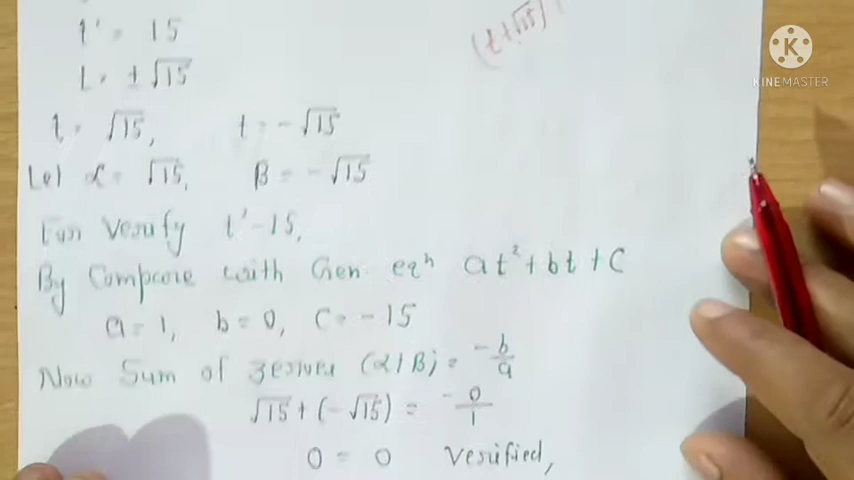 t² = 15
t = ±√15
(t+√15)(
t = √15, t = -√15
Let α = √15, β = -√15
For Verify t² - 15,
By Compare with Gen eqⁿ at² + bt + c
a = 1, b = 0, c = -15
Now Sum of zeroes (α+β) = -b/a
√15 + (-√15) = -0/1
0 = 0 Verified,
K
KINEMASTER